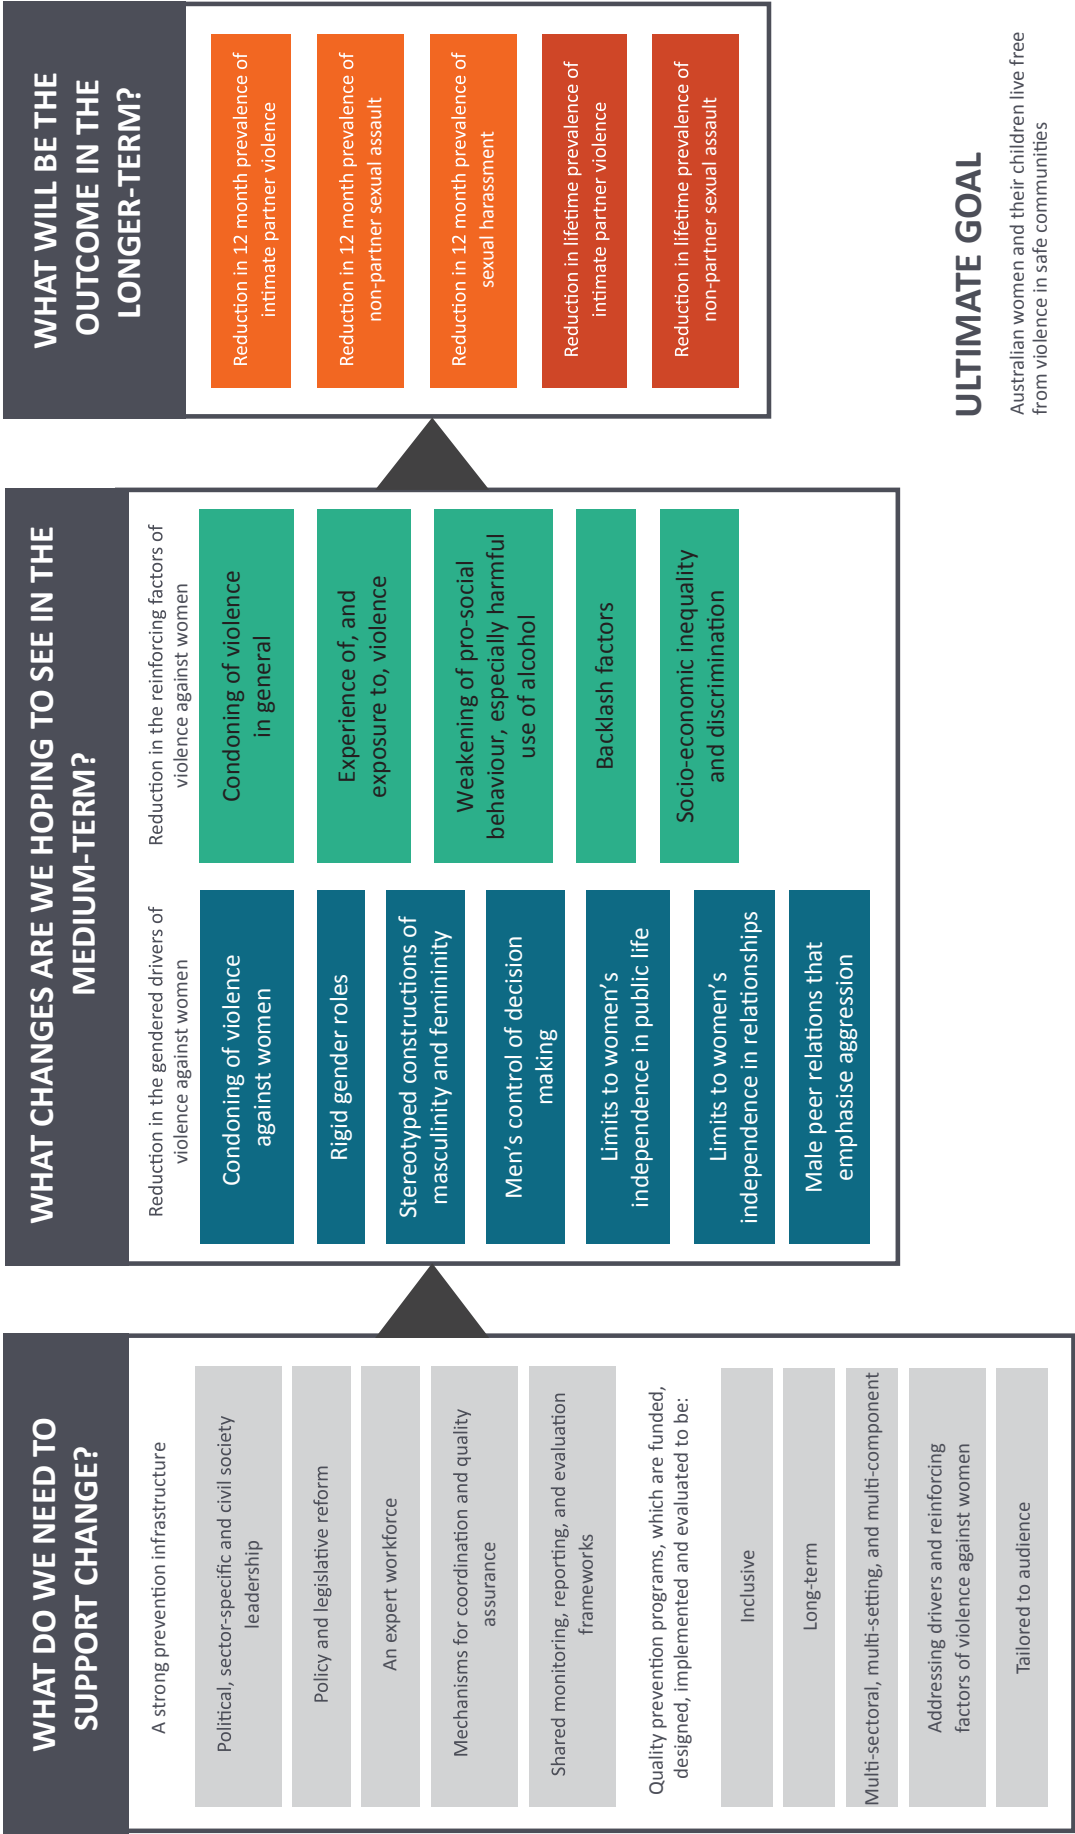 WHAT DO WE NEED TO
SUPPORT CHANGE?
A strong prevention infrastructure
Political, sector-specific and civil society
leadership
Policy and legislative reform
An expert workforce
Mechanisms for coordination and quality
assurance
Shared monitoring, reporting, and evaluation
frameworks
Quality prevention programs, which are funded,
designed, implemented and evaluated to be:
Inclusive
Long-term
Multi-sectoral, multi-setting, and multi-component
Addressing drivers and reinforcing
factors of violence against women
Tailored to audience
WHAT CHANGES ARE WE HOPING TO SEE IN THE
MEDIUM-TERM?
Reduction in the gendered drivers of
violence against women
Condoning of violence
against women
Rigid gender roles
Stereotyped constructions of
masculinity and femininity
Men’s control of decision
making
Limits to women’s
independence in public life
Limits to women’s
independence in relationships
Male peer relations that
emphasise aggression
Reduction in the reinforcing factors of
violence against women
Condoning of violence
in general
Experience of, and
exposure to, violence
Weakening of pro-social
behaviour, especially harmful
use of alcohol
Backlash factors
Socio-economic inequality
and discrimination
WHAT WILL BE THE
OUTCOME IN THE
LONGER-TERM?
Reduction in 12 month prevalence of
intimate partner violence
Reduction in 12 month prevalence of
non-partner sexual assault
Reduction in 12 month prevalence of
sexual harassment
Reduction in lifetime prevalence of
intimate partner violence
Reduction in lifetime prevalence of
non-partner sexual assault
ULTIMATE GOAL
Australian women and their children live free
from violence in safe communities